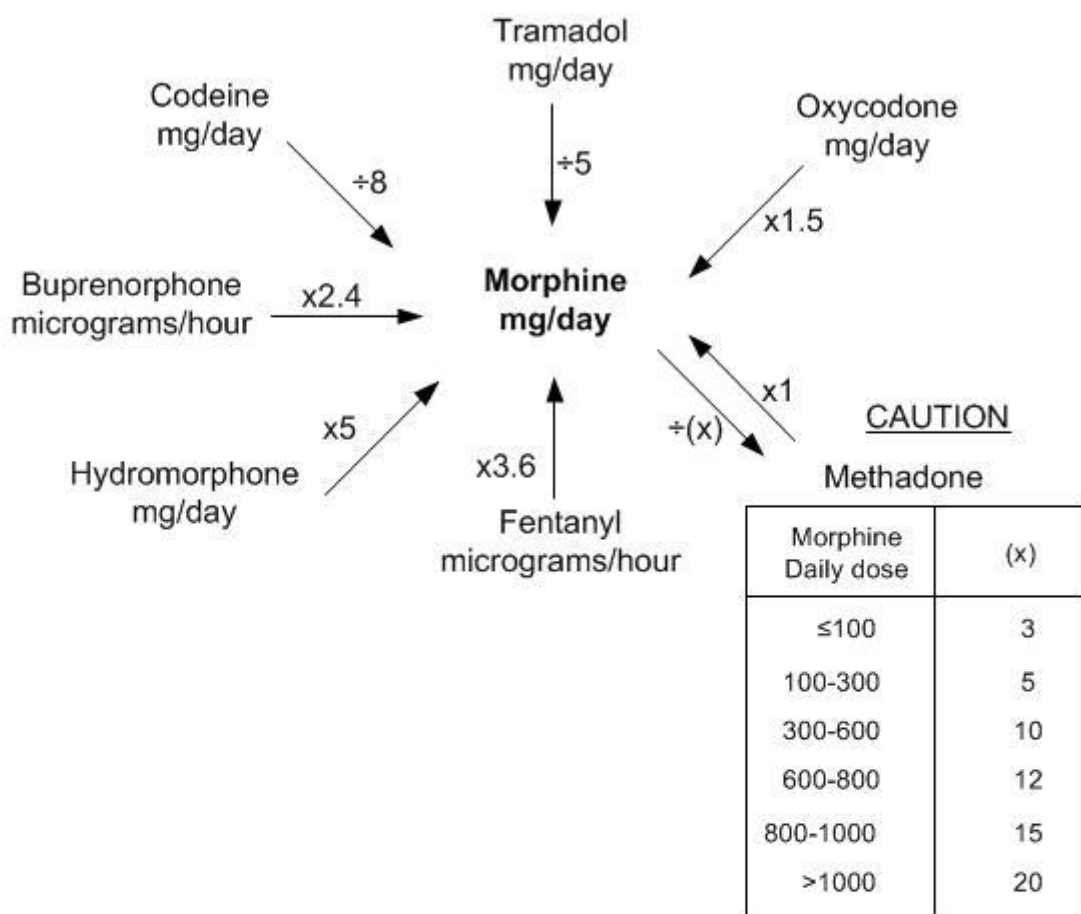 Tramadol
mg/day
Codeine
mg/day
Oxycodone
mg/day
÷8
÷5
x1.5
Buprenorphone
micrograms/hour
x2.4
Morphine
mg/day
Hydromorphone
mg/day
x5
x3.6
Fentanyl
micrograms/hour
÷(x)
x1
CAUTION
Methadone
Morphine
Daily dose
(x)
≤100 3
100-300 5
300-600 10
600-800 12
800-1000 15
>1000 20